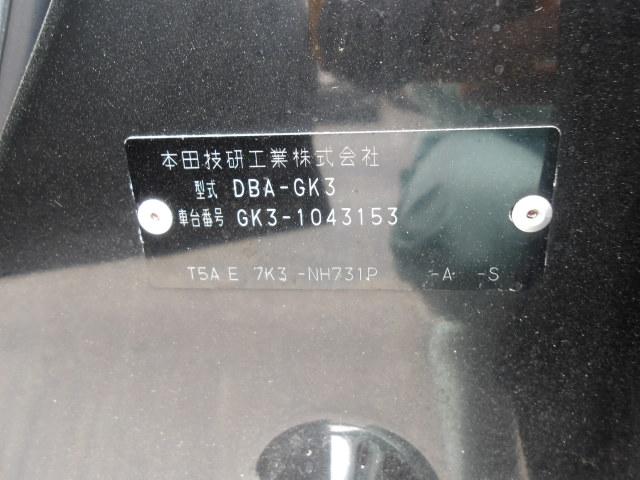 本田技研工業株式会社
型式 DBA-GK3
車台番号 GK3-1043153
T5A E 7K3 -NH731P -A -S